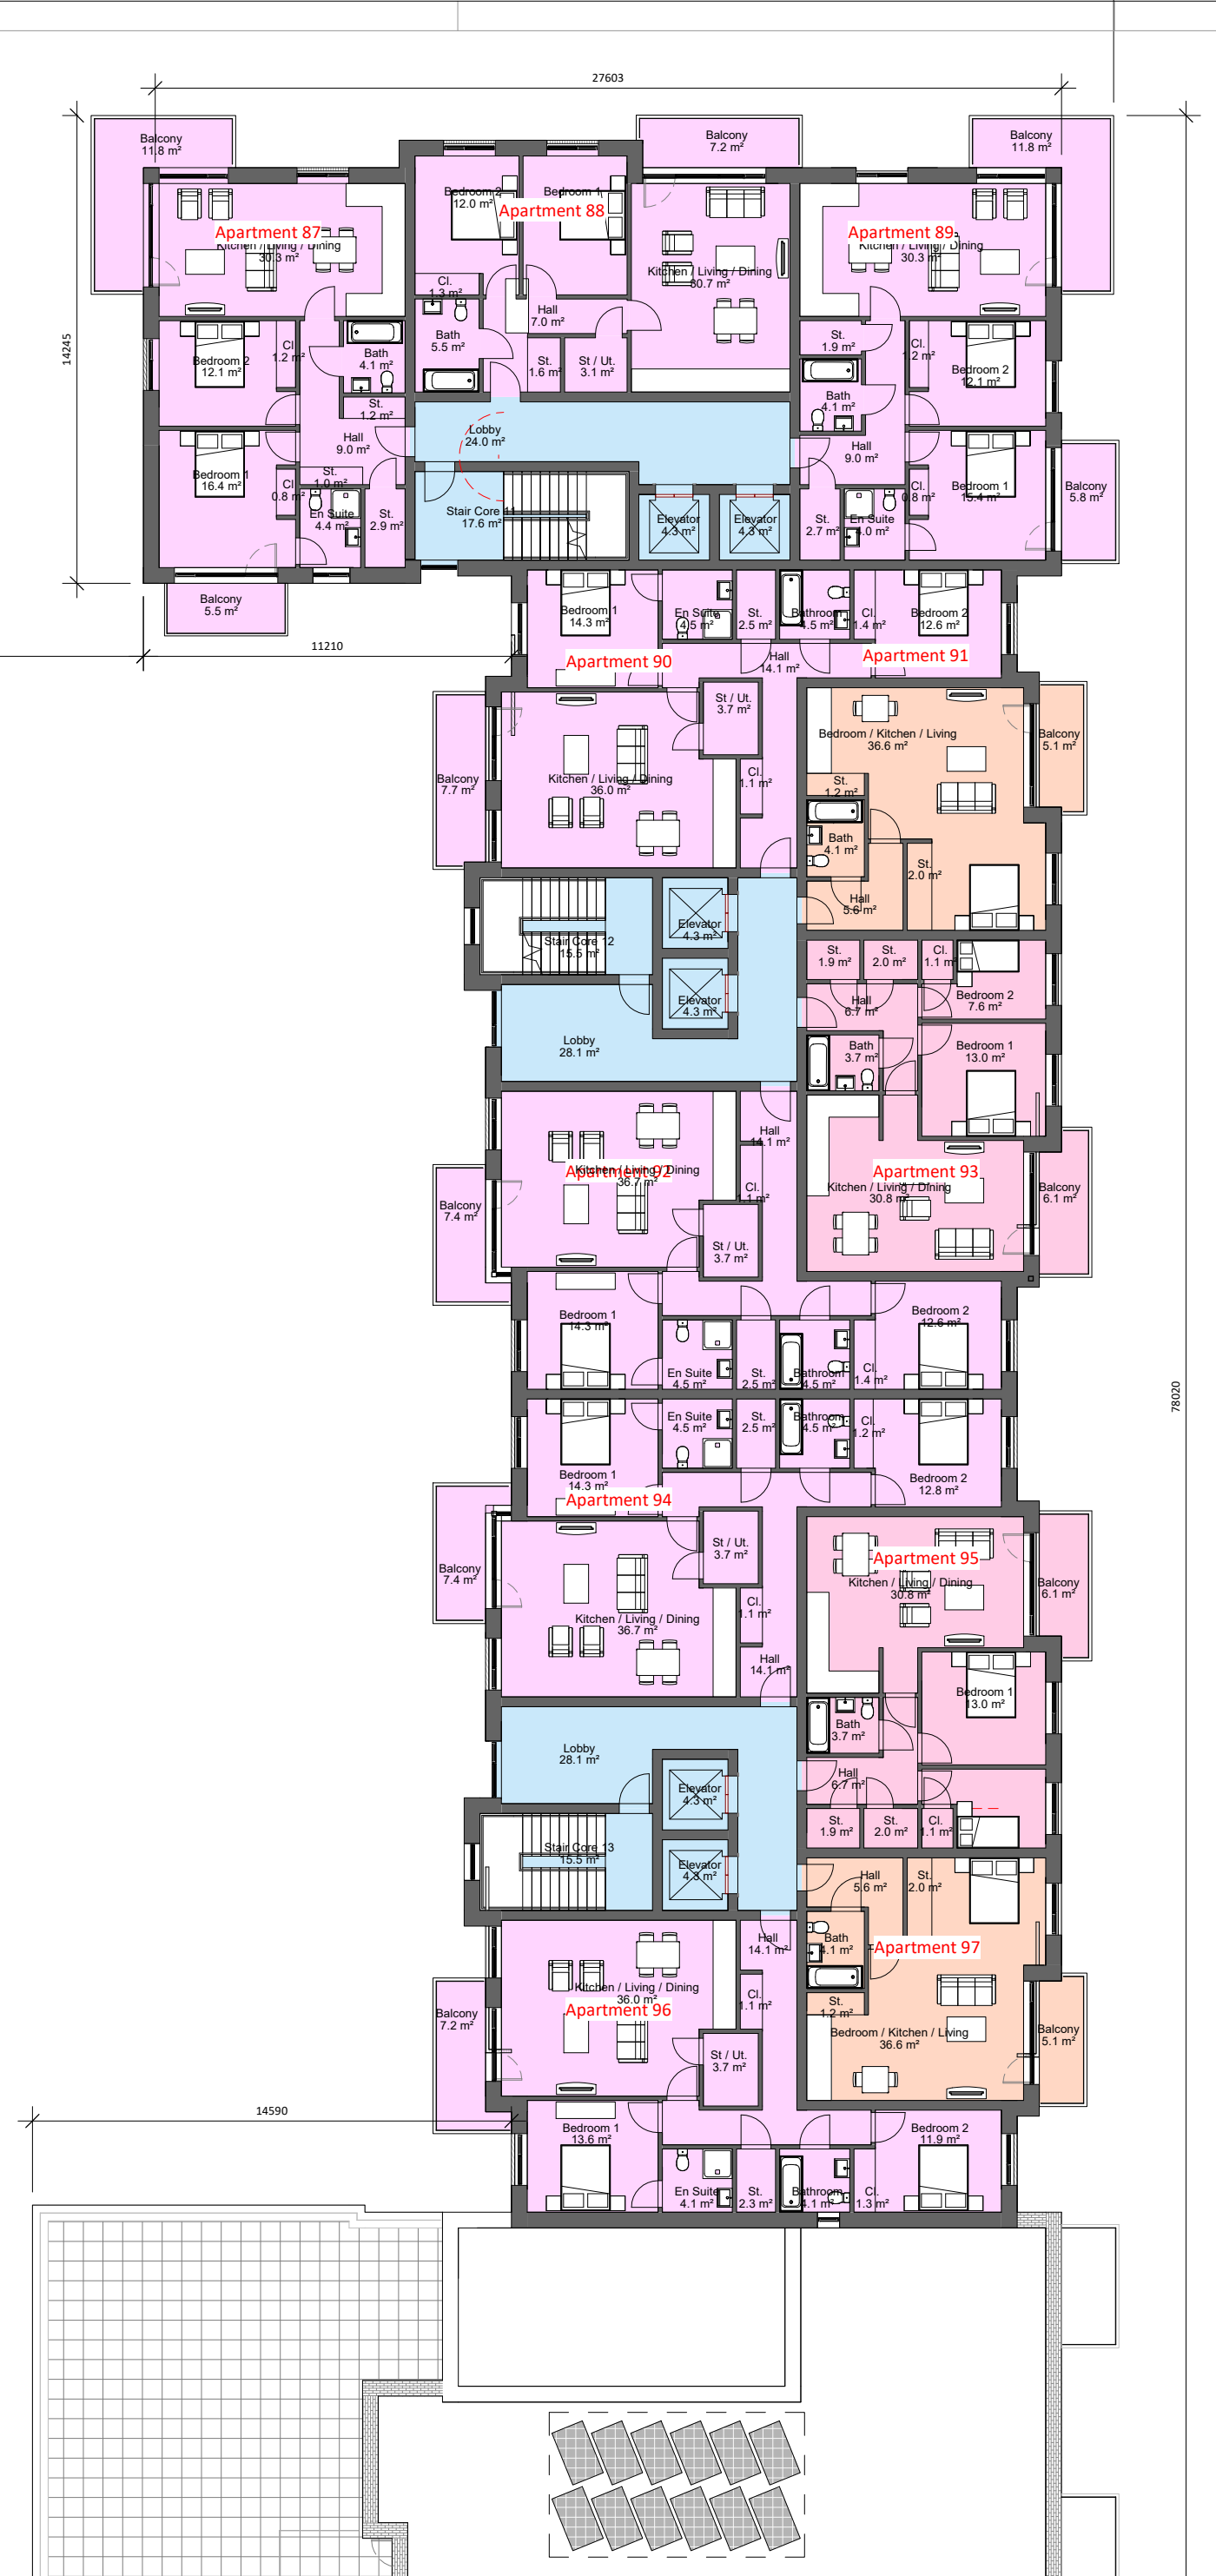 27603
Balcony
11.8 m²
Balcony
7.2 m²
Balcony
11.8 m²
14245
78020
Apartment 87
Kitchen / Living / Dining
30.3 m²
Bedroom 2
12.0 m²
Bedroom 1
Apartment 88
Kitchen / Living / Dining
30.7 m²
Apartment 89
Kitchen / Living / Dining
30.3 m²
Cl.
1.3 m²
Hall
7.0 m²
Bath
5.5 m²
St.
1.6 m²
St / Ut.
3.1 m²
Bedroom 2
12.1 m²
Cl.
1.2 m²
Bath
4.1 m²
St.
1.2 m²
St.
1.9 m²
Cl.
1.2 m²
Bedroom 2
12.1 m²
Bath
4.1 m²
Hall
9.0 m²
Lobby
24.0 m²
Hall
9.0 m²
Bedroom 1
16.4 m²
Cl.
0.8 m²
St.
1.0 m²
En Suite
4.4 m²
St.
2.9 m²
Stair Core 11
17.6 m²
Elevator
4.3 m²
Elevator
4.3 m²
St.
2.7 m²
En Suite
4.0 m²
Cl.
0.8 m²
Bedroom 1
15.4 m²
Balcony
5.8 m²
Balcony
5.5 m²
11210
Bedroom 1
14.3 m²
En Suite
4.5 m²
St.
2.5 m²
Bathroom
4.5 m²
Cl.
1.4 m²
Bedroom 2
12.6 m²
Apartment 90
Hall
14.1 m²
Apartment 91
St / Ut.
3.7 m²
Bedroom / Kitchen / Living
36.6 m²
Balcony
5.1 m²
Balcony
7.7 m²
Kitchen / Living / Dining
36.0 m²
Cl.
1.1 m²
St.
1.2 m²
Bath
4.1 m²
St.
2.0 m²
Hall
5.6 m²
Elevator
4.3 m²
Stair Core 12
15.5 m²
Elevator
4.3 m²
St.
1.9 m²
St.
2.0 m²
Cl.
1.1 m²
Bedroom 2
7.6 m²
Hall
6.7 m²
Lobby
28.1 m²
Bath
3.7 m²
Bedroom 1
13.0 m²
Hall
14.1 m²
Apartment 92
Kitchen / Living / Dining
36.7 m²
Cl.
1.1 m²
Apartment 93
Kitchen / Living / Dining
30.8 m²
Balcony
6.1 m²
Balcony
7.4 m²
St / Ut.
3.7 m²
Bedroom 1
14.3 m²
Bedroom 2
12.6 m²
En Suite
4.5 m²
St.
2.5 m²
Bathroom
4.5 m²
Cl.
1.4 m²
En Suite
4.5 m²
St.
2.5 m²
Bathroom
4.5 m²
Cl.
1.2 m²
Bedroom 1
14.3 m²
Bedroom 2
12.8 m²
Apartment 94
St / Ut.
3.7 m²
Apartment 95
Kitchen / Living / Dining
30.8 m²
Balcony
6.1 m²
Balcony
7.4 m²
Kitchen / Living / Dining
36.7 m²
Cl.
1.1 m²
Hall
14.1 m²
Bedroom 1
13.0 m²
Bath
3.7 m²
Lobby
28.1 m²
Elevator
4.3 m²
Hall
6.7 m²
St.
1.9 m²
St.
2.0 m²
Cl.
1.1 m²
Stair Core 13
15.5 m²
Elevator
4.3 m²
Hall
5.6 m²
St.
2.0 m²
Hall
14.1 m²
Bath
4.1 m²
Apartment 97
Kitchen / Living / Dining
36.0 m²
Apartment 96
Cl.
1.1 m²
St.
1.2 m²
Balcony
7.2 m²
Bedroom / Kitchen / Living
36.6 m²
Balcony
5.1 m²
St / Ut.
3.7 m²
14590
Bedroom 1
13.6 m²
Bedroom 2
11.9 m²
En Suite
4.1 m²
St.
2.3 m²
Bathroom
4.1 m²
Cl.
1.3 m²